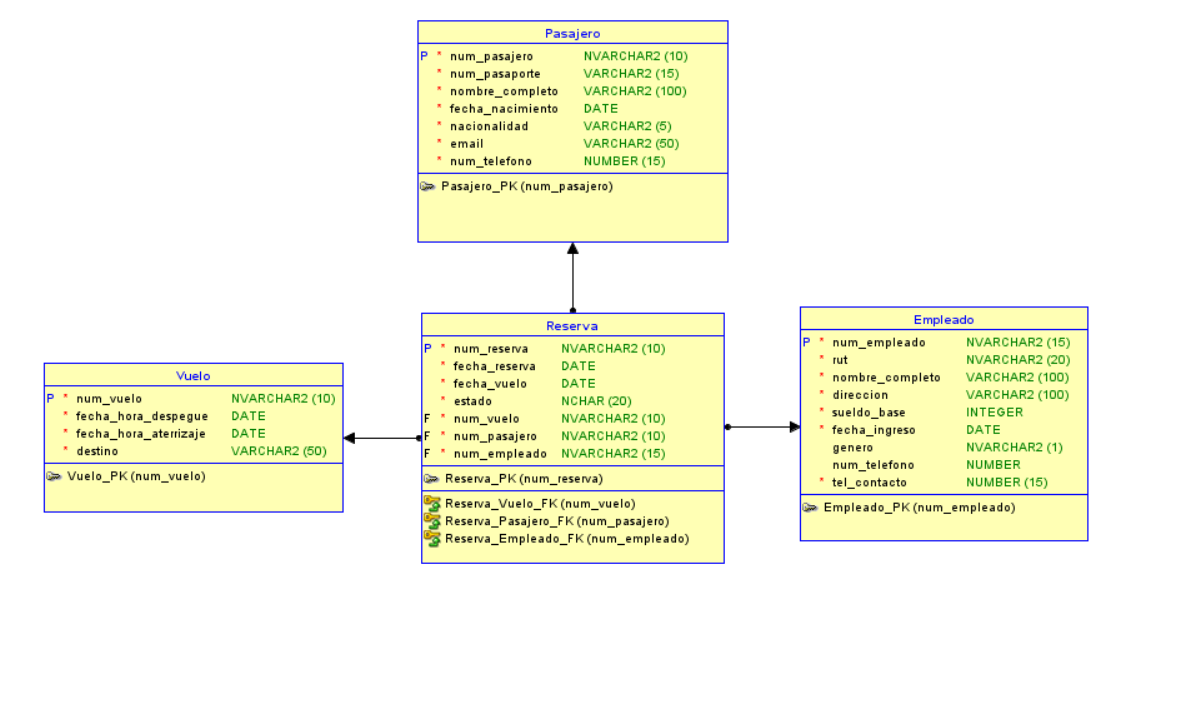 Pasajero
P * num_pasajero NVARCHAR2 (10)
* num_pasaporte VARCHAR2 (15)
* nombre_completo VARCHAR2 (100)
* fecha_nacimiento DATE
* nacionalidad VARCHAR2 (5)
* email VARCHAR2 (50)
* num_telefono NUMBER (15)
Pasajero_PK (num_pasajero)
Vuelo
P * num_vuelo NVARCHAR2 (10)
* fecha_hora_despegue DATE
* fecha_hora_aterrizaje DATE
* destino VARCHAR2 (50)
Vuelo_PK (num_vuelo)
Reserva
P * num_reserva NVARCHAR2 (10)
* fecha_reserva DATE
* fecha_vuelo DATE
* estado NCHAR (20)
F * num_vuelo NVARCHAR2 (10)
F * num_pasajero NVARCHAR2 (10)
F * num_empleado NVARCHAR2 (15)
Reserva_PK (num_reserva)
Reserva_Vuelo_FK (num_vuelo)
Reserva_Pasajero_FK (num_pasajero)
Reserva_Empleado_FK (num_empleado)
Empleado
P * num_empleado NVARCHAR2 (15)
* rut NVARCHAR2 (20)
* nombre_completo VARCHAR2 (100)
* direccion VARCHAR2 (100)
* sueldo_base INTEGER
* fecha_ingreso DATE
genero NVARCHAR2 (1)
num_telefono NUMBER
* tel_contacto NUMBER (15)
Empleado_PK (num_empleado)